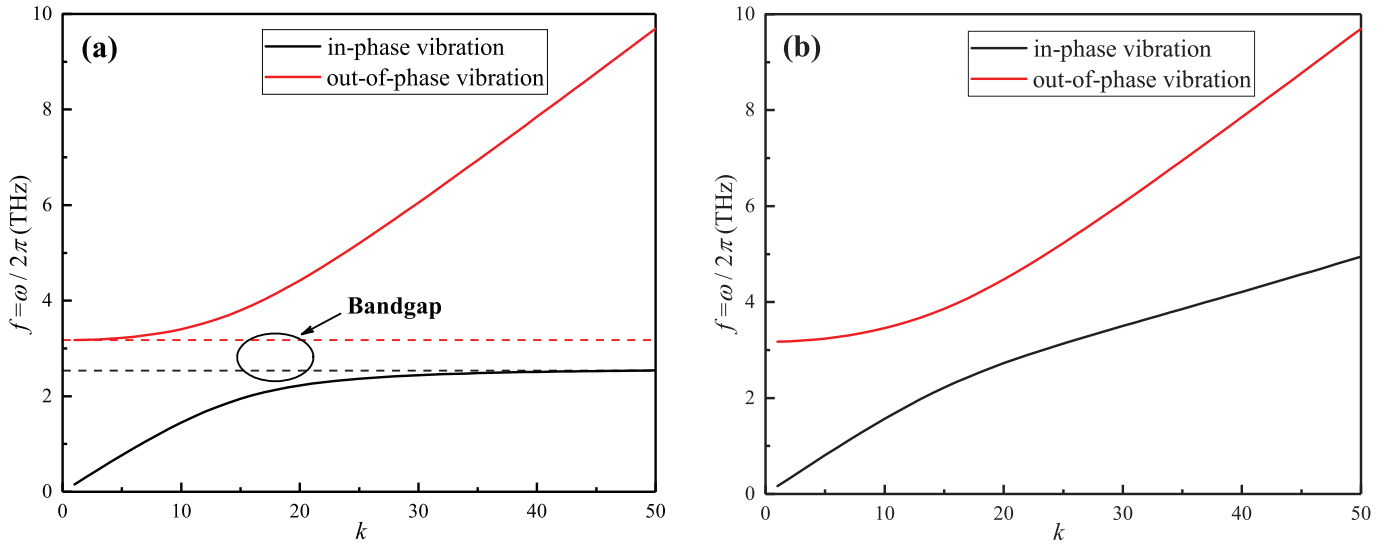 (a)
in-phase vibration
out-of-phase vibration
Bandgap
f = ω / 2π (THz)
10
8
6
4
2
0
0 10 20 30 40 50
k
(b)
in-phase vibration
out-of-phase vibration
f = ω / 2π (THz)
10
8
6
4
2
0
0 10 20 30 40 50
k